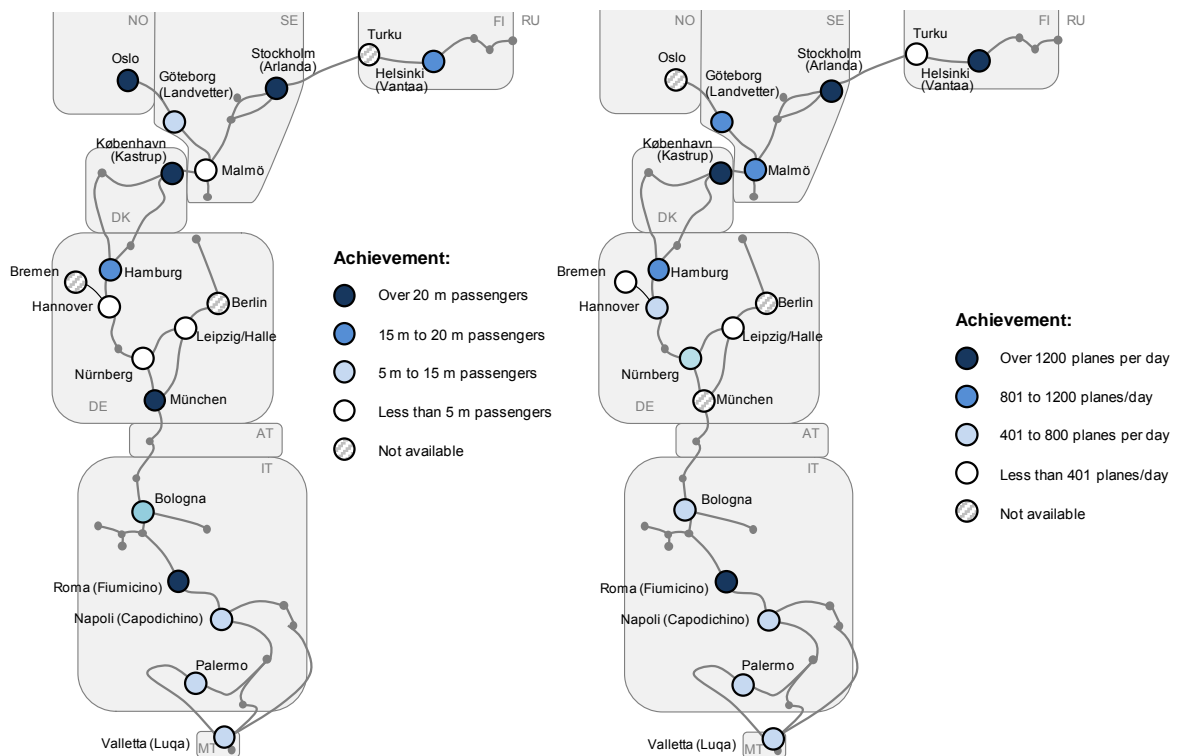 NO
SE
FI
RU
Turku
Oslo
Stockholm
(Arlanda)
Göteborg
(Landvetter)
Helsinki
(Vantaa)
København
(Kastrup)
Malmö
DK
Hamburg
Bremen
Hannover
Berlin
Leipzig/Halle
Nürnberg
München
DE
AT
IT
Bologna
Roma (Fiumicino)
Napoli (Capodichino)
Palermo
Valletta (Luqa)
MT
Achievement:
Over 20 m passengers
15 m to 20 m passengers
5 m to 15 m passengers
Less than 5 m passengers
Not available
NO
SE
FI
RU
Turku
Oslo
Stockholm
(Arlanda)
Göteborg
(Landvetter)
Helsinki
(Vantaa)
København
(Kastrup)
Malmö
DK
Hamburg
Bremen
Hannover
Berlin
Leipzig/Halle
Nürnberg
München
DE
AT
IT
Bologna
Roma (Fiumicino)
Napoli (Capodichino)
Palermo
Valletta (Luqa)
MT
Achievement:
Over 1200 planes per day
801 to 1200 planes/day
401 to 800 planes per day
Less than 401 planes/day
Not available